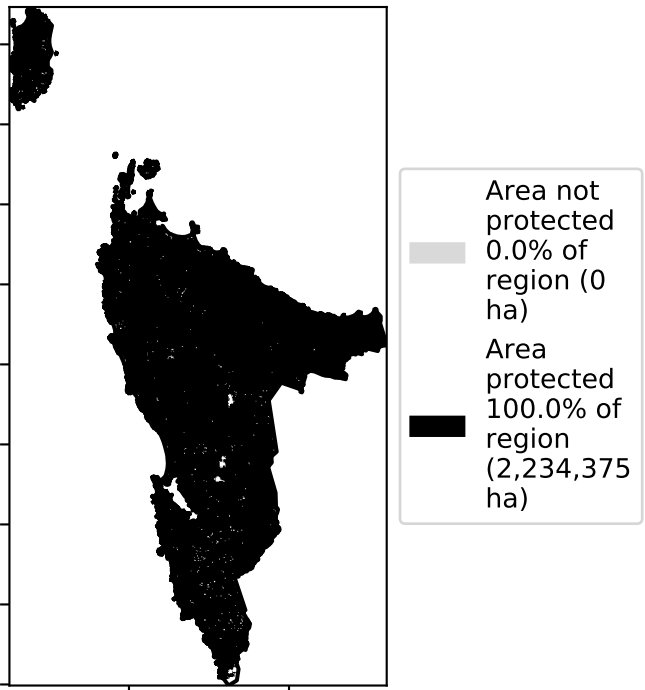 Area not
protected
0.0% of
region (0
ha)
Area
protected
100.0% of
region
(2,234,375
ha)